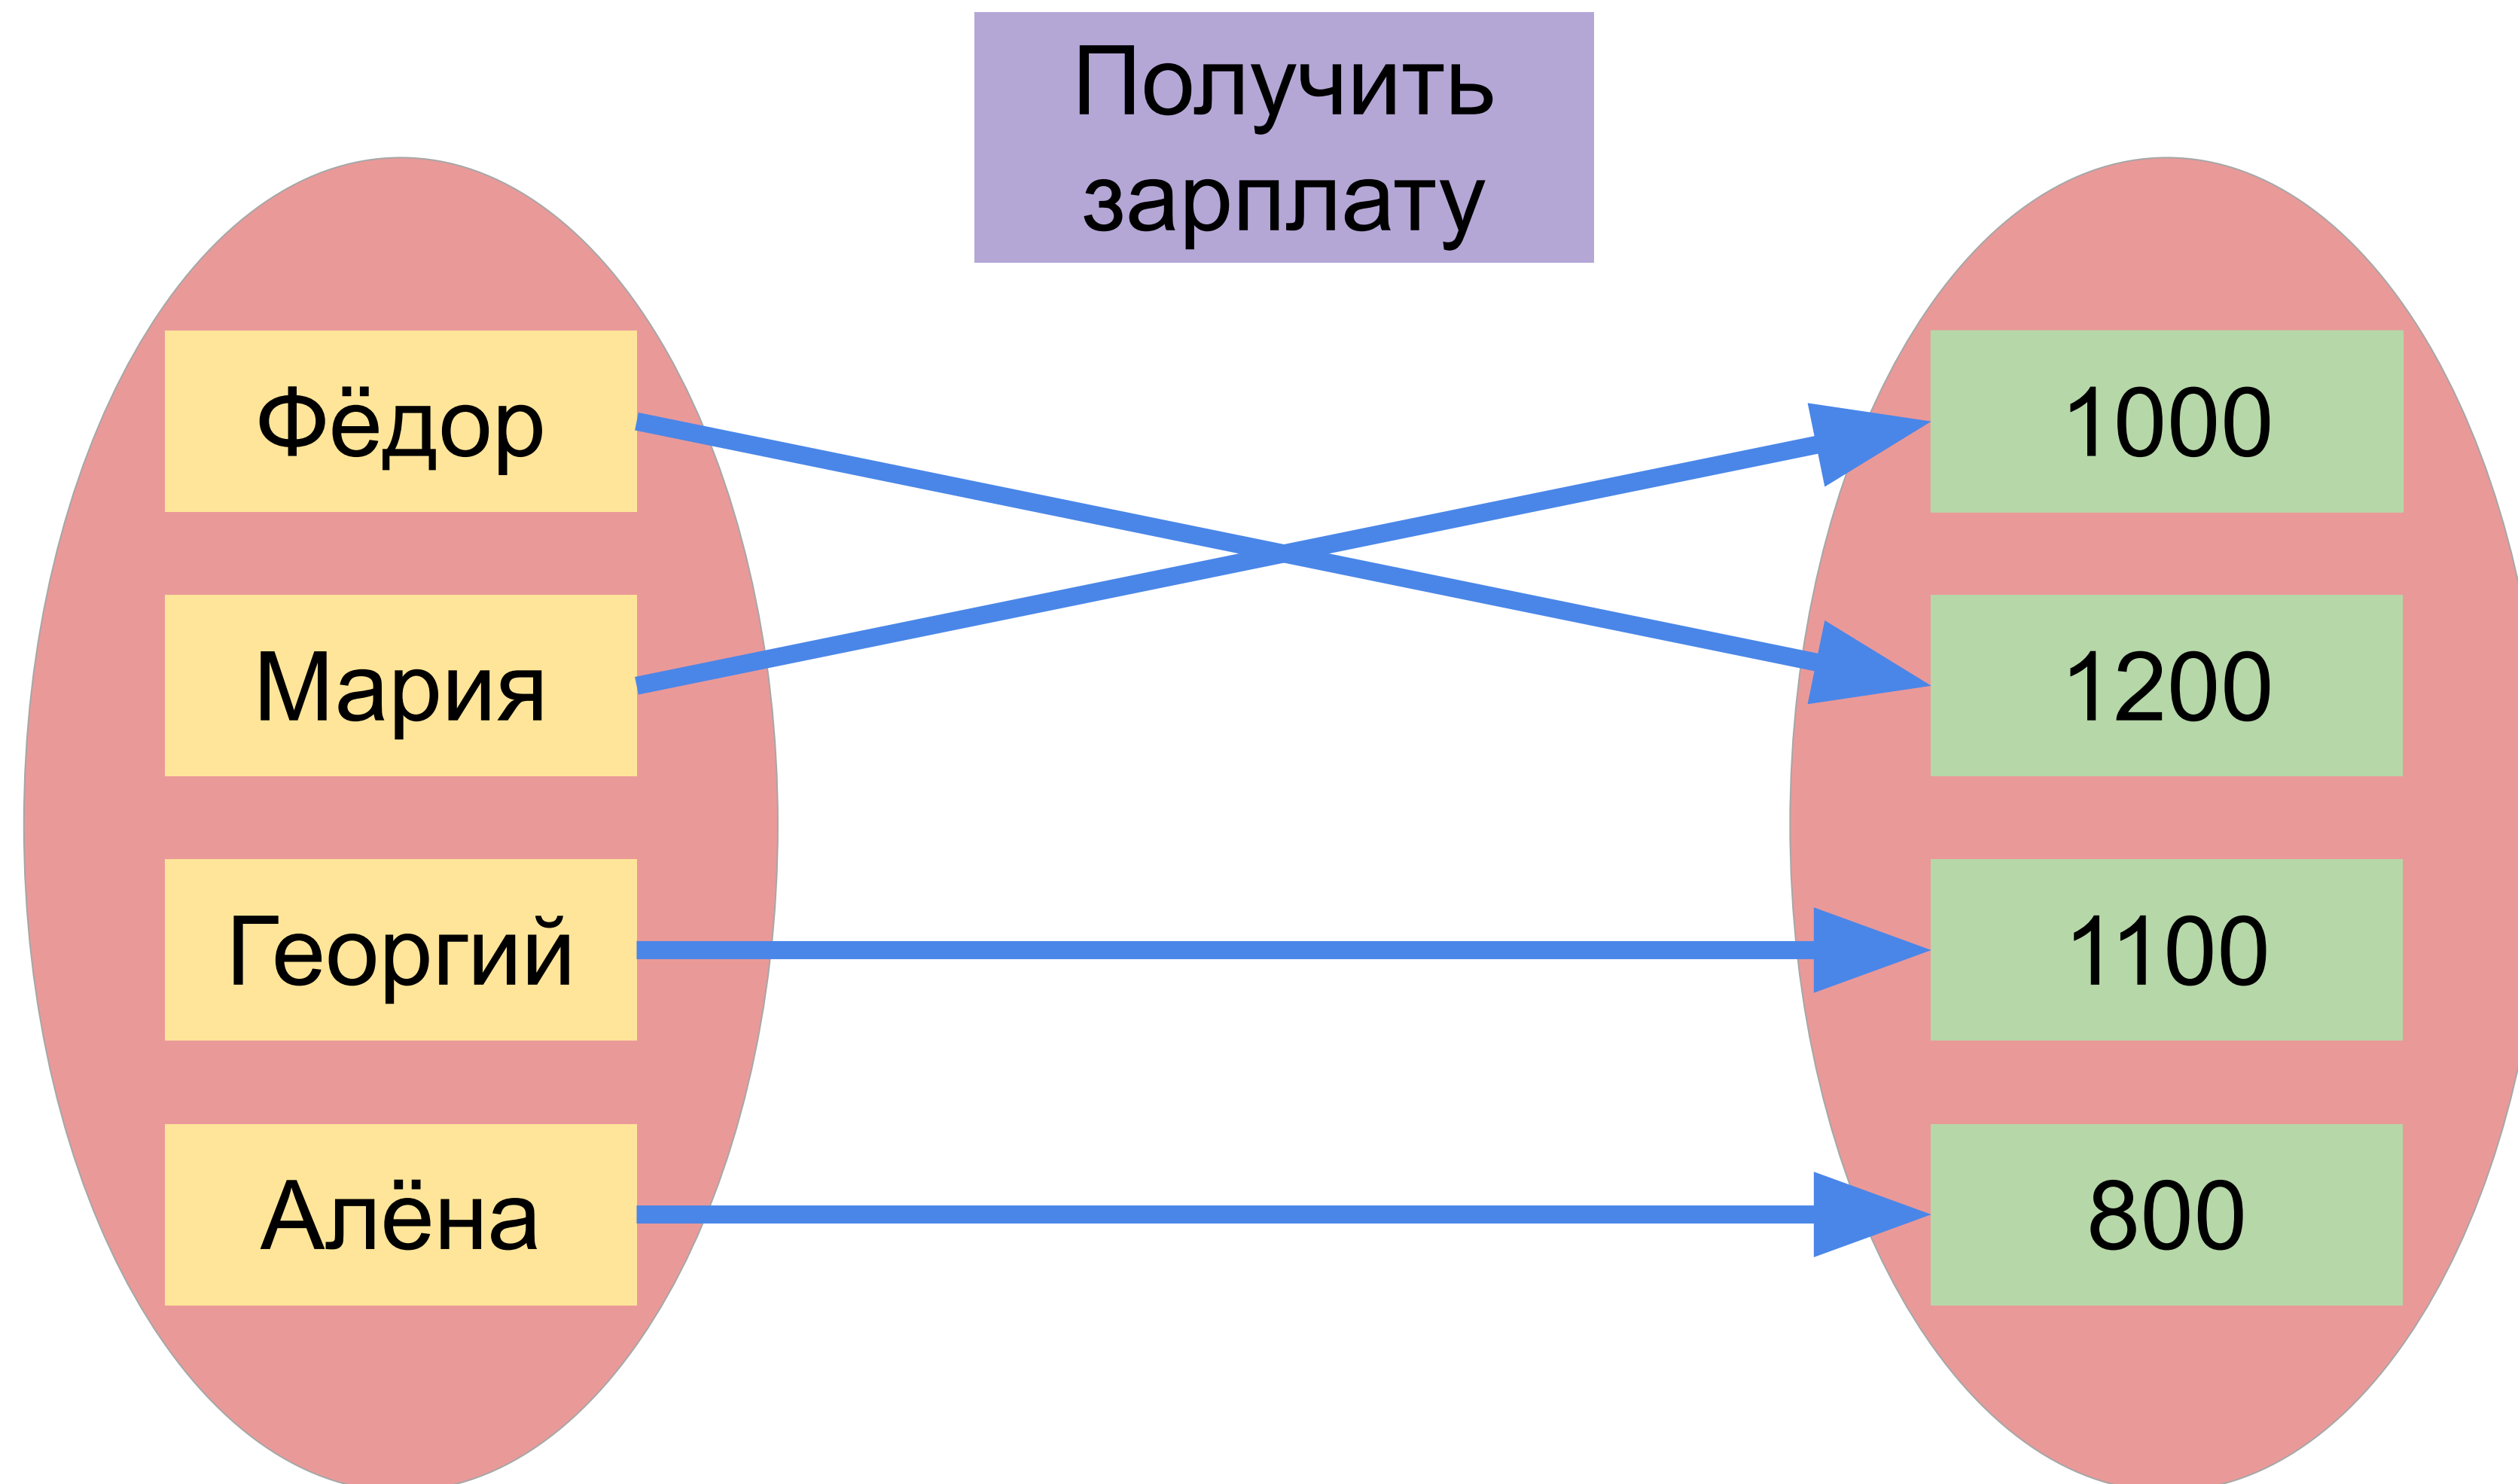 Получить
зарплату
Фёдор
1000
Мария
1200
Георгий
1100
Алёна
800